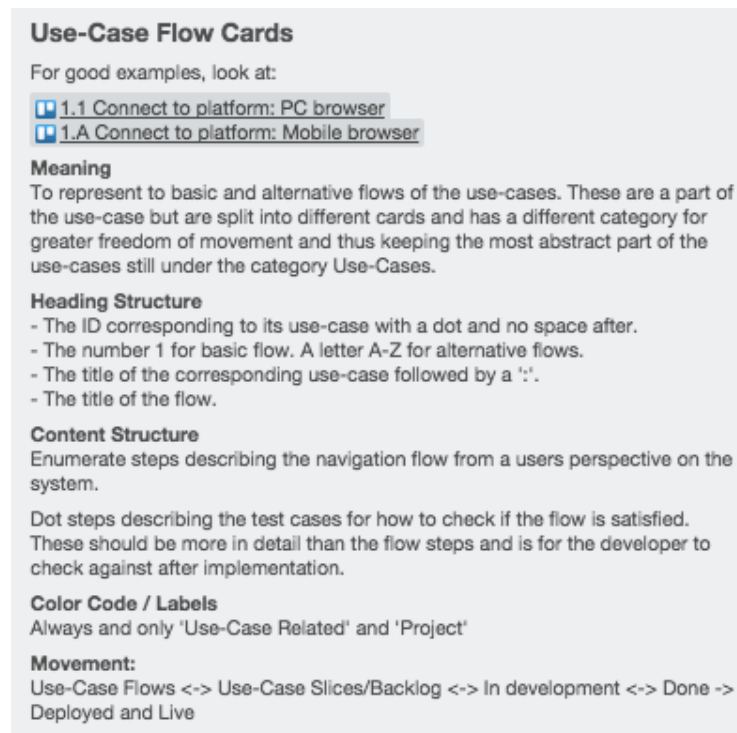 Use-Case Flow Cards
For good examples, look at:
1.1 Connect to platform: PC browser
1.A Connect to platform: Mobile browser
Meaning
To represent to basic and alternative flows of the use-cases. These are a part of
the use-case but are split into different cards and has a different category for
greater freedom of movement and thus keeping the most abstract part of the
use-cases still under the category Use-Cases.
Heading Structure
- The ID corresponding to its use-case with a dot and no space after.
- The number 1 for basic flow. A letter A-Z for alternative flows.
- The title of the corresponding use-case followed by a ':'.
- The title of the flow.
Content Structure
Enumerate steps describing the navigation flow from a users perspective on the
system.
Dot steps describing the test cases for how to check if the flow is satisfied.
These should be more in detail than the flow steps and is for the developer to
check against after implementation.
Color Code / Labels
Always and only 'Use-Case Related' and 'Project'
Movement:
Use-Case Flows <-> Use-Case Slices/Backlog <-> In development <-> Done ->
Deployed and Live